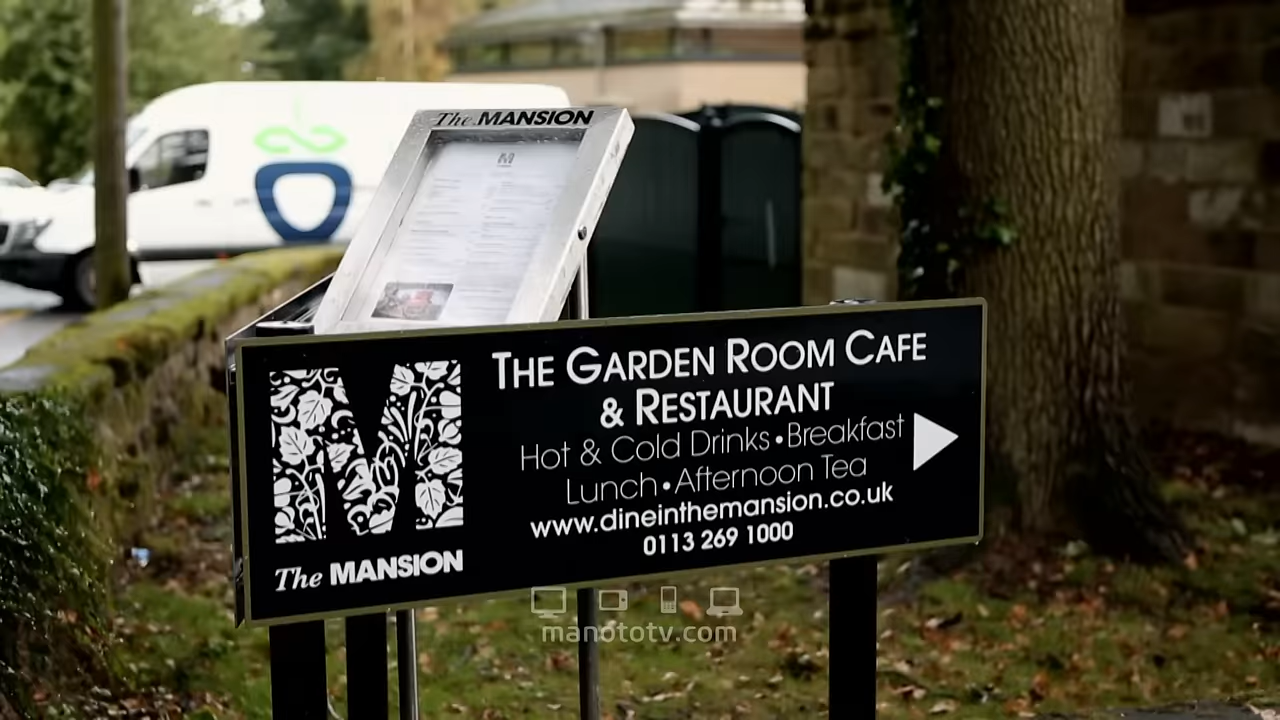 The MANSION
THE GARDEN ROOM CAFE
& RESTAURANT
Hot & Cold Drinks • Breakfast
Lunch • Afternoon Tea
www.dineinthemansion.co.uk
0113 269 1000
M
The MANSION
manototv.com